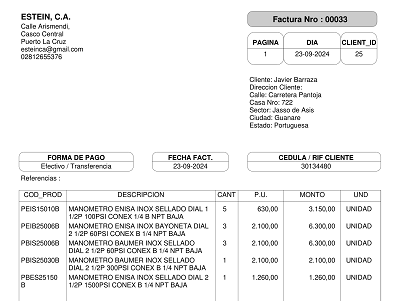 ESTEIN, C.A.
Calle Arismendi,
Casco Central
Puerto La Cruz
esteinca@gmail.com
02812655376
Factura Nro : 00033
PAGINA DIA CLIENT_ID
1 23-09-2024 25
Cliente: Javier Barraza
Direccion Cliente:
Calle: Carretera Pantoja
Casa Nro: 722
Sector: Jasso de Asis
Ciudad: Guanare
Estado: Portuguesa
FORMA DE PAGO FECHA FACT. CEDULA / RIF CLIENTE
Efectivo / Transferencia 23-09-2024 30134480
Referencias :
COD_PROD DESCRIPCION CANT P.U. MONTO UND
PEIS15010B MANOMETRO ENISA INOX SELLADO DIAL 1 5 630,00 3.150,00 UNIDAD
1/2P 100PSI CONEX 1/4 B NPT BAJA
PEIB25006B MANOMETRO ENISA INOX BAYONETA DIAL 3 2.100,00 6.300,00 UNIDAD
2 1/2P 60PSI CONEX B 1/4 NPT BAJA
PBIS25006B MANOMETRO BAUMER INOX SELLADO 3 2.100,00 6.300,00 UNIDAD
DIAL 2 1/2P 60PSI CONEX B 1/4 NPT BAJA
PBIS25030B MANOMETRO BAUMER INOX SELLADO 1 2.100,00 2.100,00 UNIDAD
DIAL 2 1/2P 300PSI CONEX B 1/4 NPT BAJA
PBES25150 MANOMETRO ENISA INOX SELLADO DIAL 2 1 1.260,00 1.260,00 UNIDAD
B 1/2P 1500PSI CONEX B 1/4 NPT BAJA